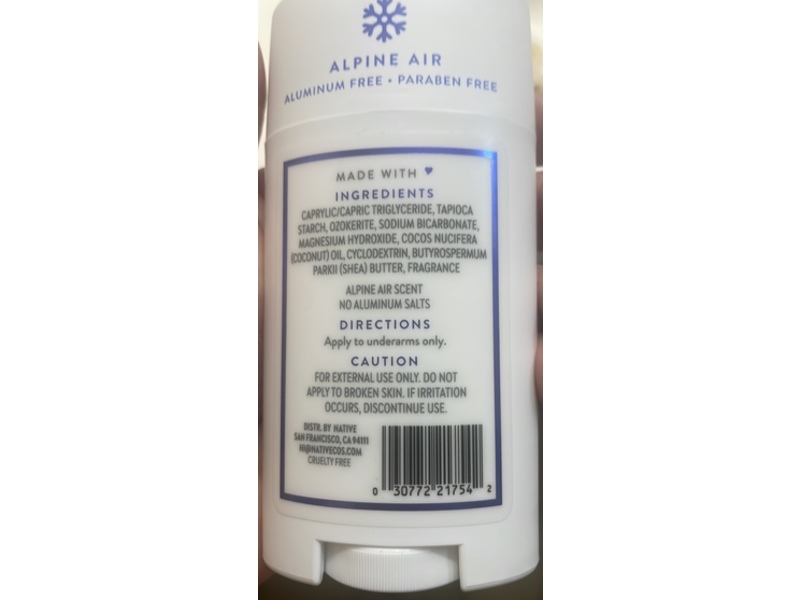 ALPINE AIR
ALUMINUM FREE • PARABEN FREE
MADE WITH ♥
INGREDIENTS
CAPRYLIC/CAPRIC TRIGLYCERIDE, TAPIOCA
STARCH, OZOKERITE, SODIUM BICARBONATE,
MAGNESIUM HYDROXIDE, COCOS NUCIFERA
(COCONUT) OIL, CYCLODEXTRIN, BUTYROSPERMUM
PARKII (SHEA) BUTTER, FRAGRANCE
ALPINE AIR SCENT
NO ALUMINUM SALTS
DIRECTIONS
Apply to underarms only.
CAUTION
FOR EXTERNAL USE ONLY. DO NOT
APPLY TO BROKEN SKIN. IF IRRITATION
OCCURS, DISCONTINUE USE.
DISTR. BY NATIVE
SAN FRANCISCO, CA 94111
HI@NATIVECOS.COM
CRUELTY FREE
0 30772 21754 2